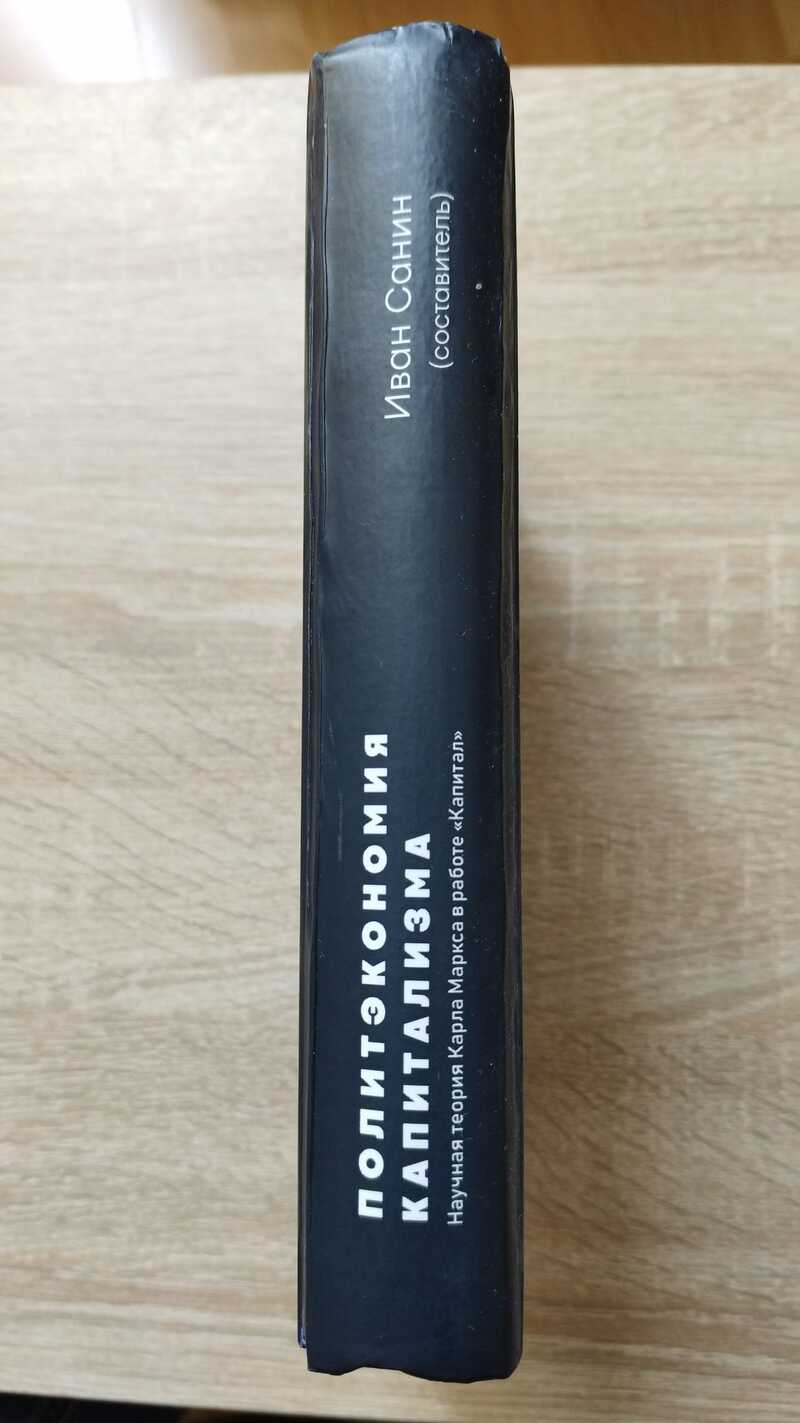 ПОЛИТЭКОНОМИЯ
КАПИТАЛИЗМА
Научная теория Карла Маркса в работе «Капитал»
Иван Санин
(составитель)